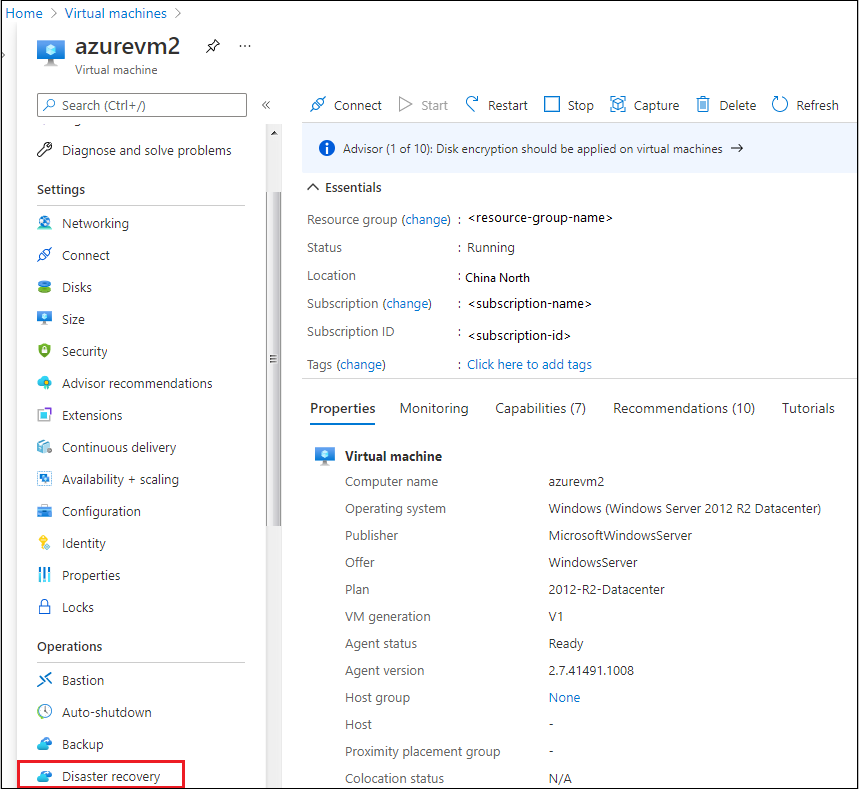 Home > Virtual machines >
azurevm2 ...
Virtual machine
Search (Ctrl+/)
«
Diagnose and solve problems
Settings
Networking
Connect
Disks
Size
Security
Advisor recommendations
Extensions
Continuous delivery
Availability + scaling
Configuration
Identity
Properties
Locks
Operations
Bastion
Auto-shutdown
Backup
Disaster recovery
Connect Start Restart Stop Capture Delete Refresh
Advisor (1 of 10): Disk encryption should be applied on virtual machines →
Essentials
Resource group (change) : <resource-group-name>
Status : Running
Location : China North
Subscription (change) : <subscription-name>
Subscription ID : <subscription-id>
Tags (change) : Click here to add tags
Properties Monitoring Capabilities (7) Recommendations (10) Tutorials
Virtual machine
Computer name azurevm2
Operating system Windows (Windows Server 2012 R2 Datacenter)
Publisher MicrosoftWindowsServer
Offer WindowsServer
Plan 2012-R2-Datacenter
VM generation V1
Agent status Ready
Agent version 2.7.41491.1008
Host group None
Host -
Proximity placement group -
Colocation status N/A